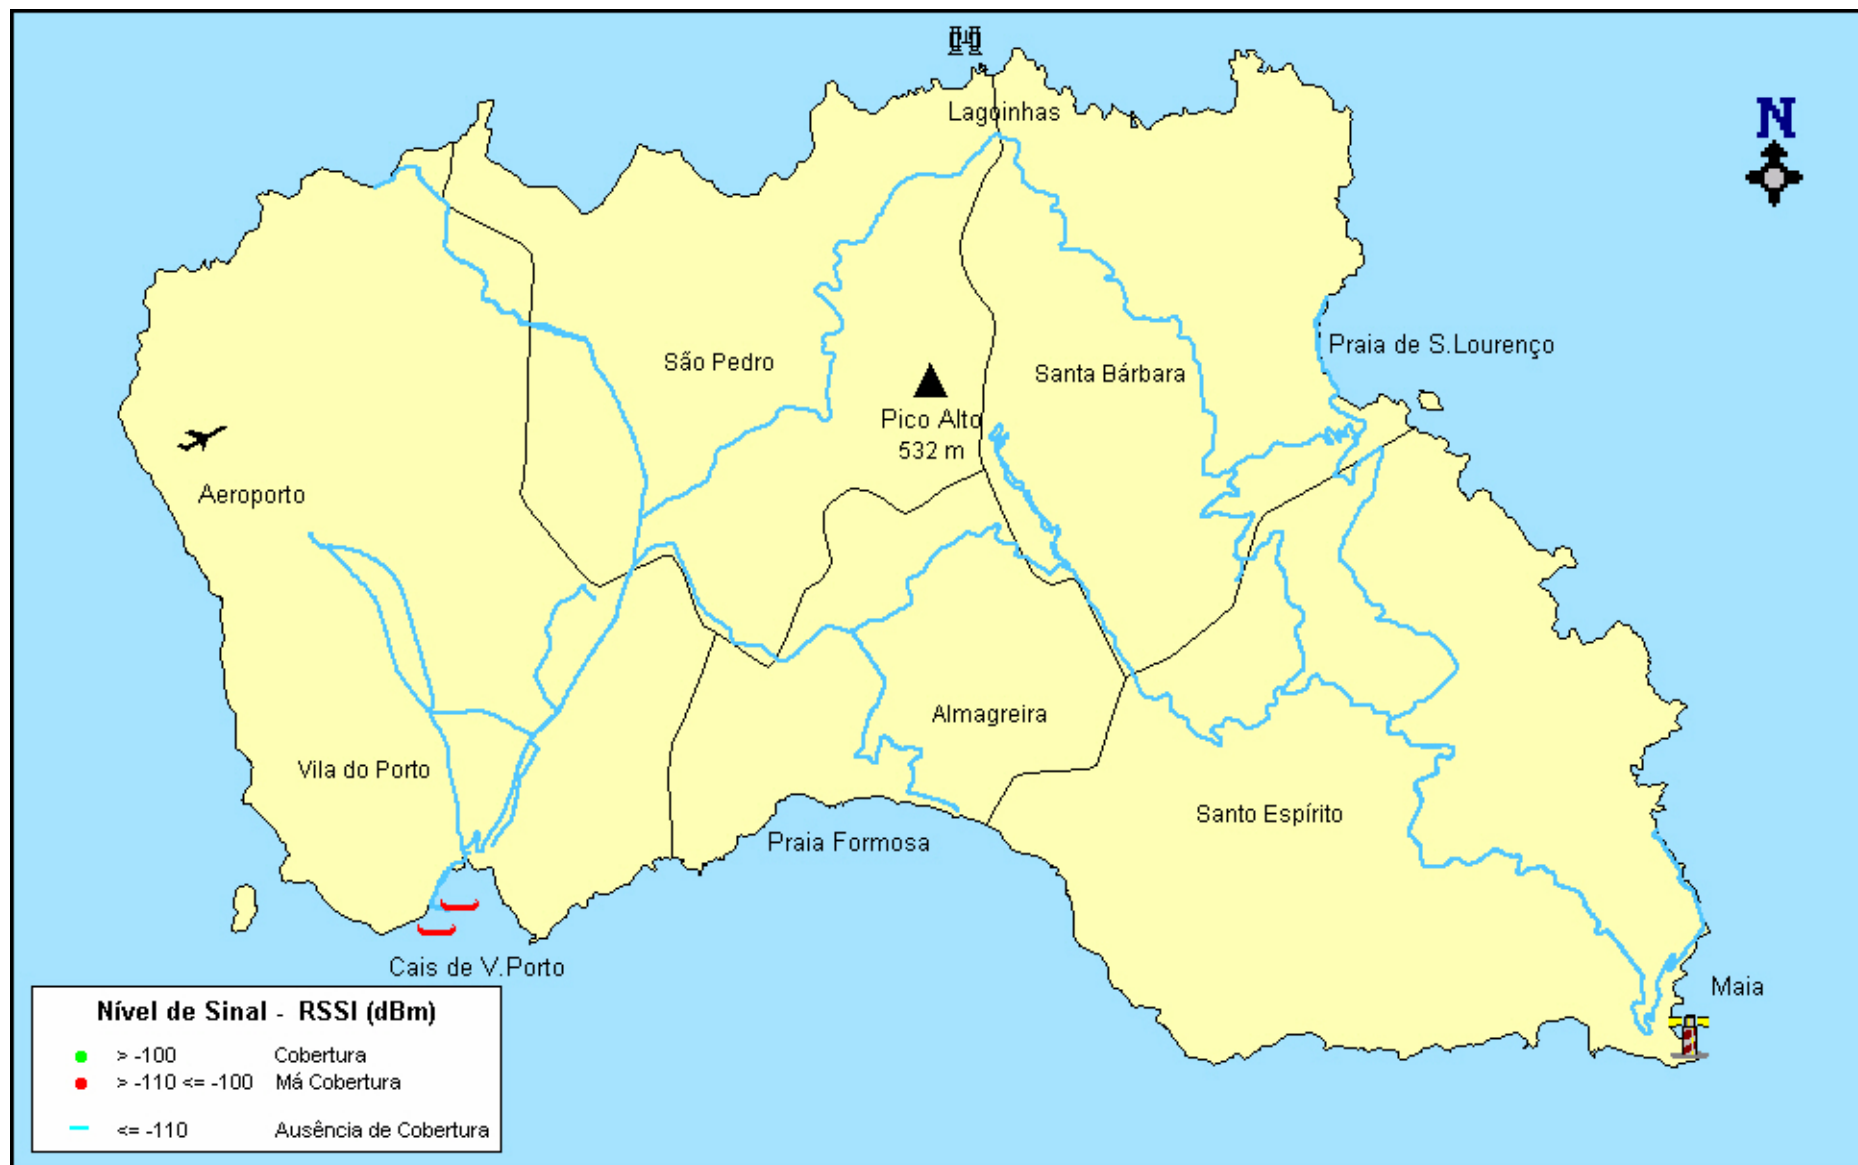 Lagoinhas
N
Praia de S.Lourenço
São Pedro
Santa Bárbara
Pico Alto
532 m
Aeroporto
Almagreira
Vila do Porto
Santo Espírito
Praia Formosa
Cais de V.Porto
Maia
Nível de Sinal - RSSI (dBm)
> -100 Cobertura
> -110 <= -100 Má Cobertura
<= -110 Ausência de Cobertura